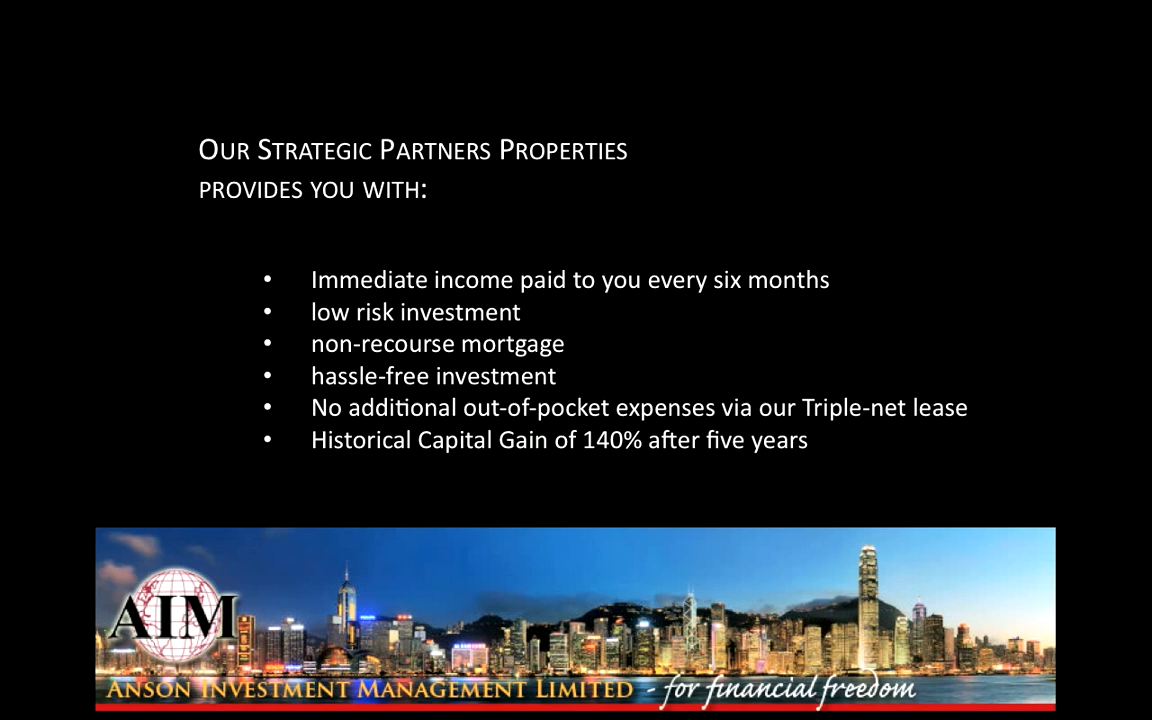 Our Strategic Partners Properties
provides you with:
• Immediate income paid to you every six months
• low risk investment
• non-recourse mortgage
• hassle-free investment
• No additional out-of-pocket expenses via our Triple-net lease
• Historical Capital Gain of 140% after five years
AIM
Anson Investment Management Limited - for financial freedom